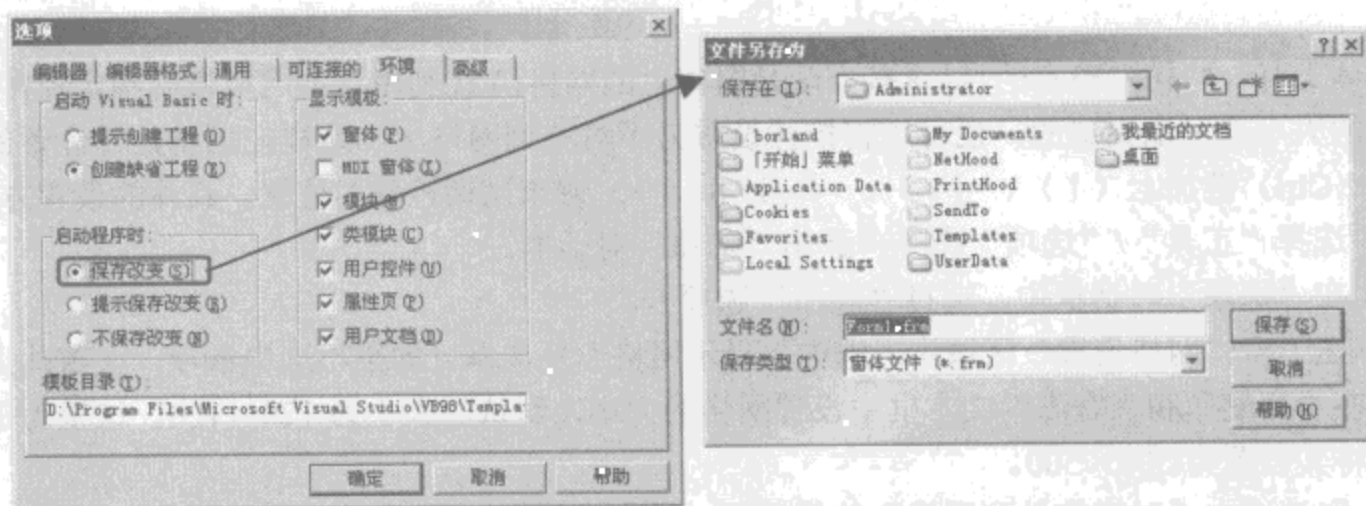 选项
编辑器 编辑器格式 通用 可连接的 环境 高级
启动 Visual Basic 时:
提示创建工程(O)
创建缺省工程(E)
启动程序时:
保存改变(S)
提示保存改变
不保存改变(N)
显示模板:
窗体(F)
MDI 窗体(I)
模块(M)
类模块(C)
用户控件(U)
属性页(P)
用户文档(D)
模板目录(T):
D:\Program Files\Microsoft Visual Studio\VB98\Templa
确定 取消 帮助
文件另存为
保存在(I): Administrator
.borland
「开始」菜单
Application Data
Cookies
Favorites
Local Settings
My Documents
NetHood
PrintHood
SendTo
Templates
UserData
我最近的文档
桌面
文件名(N): Form1.frm
保存(S)
保存类型(T): 窗体文件 (*.frm)
取消
帮助(H)